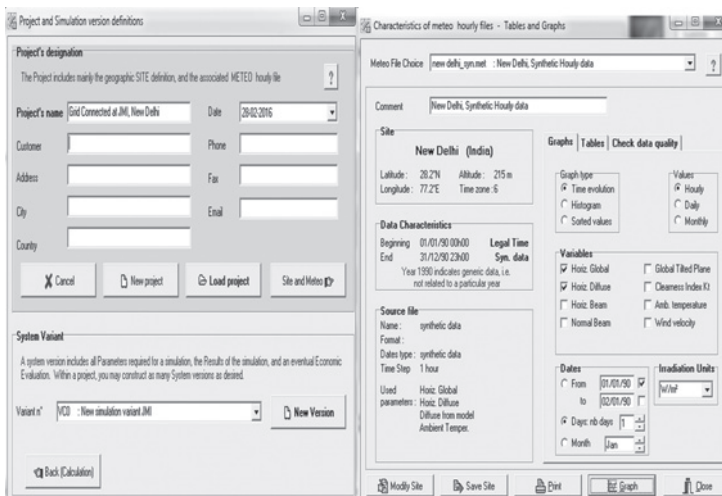 Project and Simulation version definitions
Project's designation
The Project includes mainly the geographic SITE definition, and the associated METEO hourly file
?
Project's name Grid Connected at JMI, New Delhi Date 28-02-2016
Customer Phone
Address Fax
City Email
Country
Cancel New project Load project Site and Meteo
System Variant
A system version includes all Parameters required for a simulation, the Results of the simulation, and an eventual Economic
Evaluation. Within a project, you may construct as many System versions as desired.
Variant n° VC0 : New simulation variant JMI New Version
Back (Calculation)
Characteristics of meteo hourly files - Tables and Graphs
Meteo File Choice new delhi_syn.met : New Delhi, Synthetic Hourly data ?
Comment New Delhi, Synthetic Hourly data
Site
New Delhi (India)
Latitude : 28.2°N Altitude : 215 m
Longitude : 77.2°E Time zone : 6
Data Characteristics
Beginning 01/01/90 00h00 Legal Time
End 31/12/90 23h00 Syn. data
Year 1990 indicates generic data, i.e.
not related to a particular year
Source file
Name : synthetic data
Format :
Dates type : synthetic data
Time Step 1 hour
Used Horiz. Global
parameters : Horiz. Diffuse
Diffuse from model
Ambient Temper.
Graphs Tables Check data quality
Graph type
Time evolution
Histogram
Sorted values
Values
Hourly
Daily
Monthly
Variables
Horiz. Global Global Tilted Plane
Horiz. Diffuse Clearness Index Kt
Horiz. Beam Amb. temperature
Normal Beam Wind velocity
Dates
From 01/01/90
to 02/01/90
Days: nb days 1
Month Jan
Irradiation Units
W/m²
Modify Site Save Site Print Graph Close